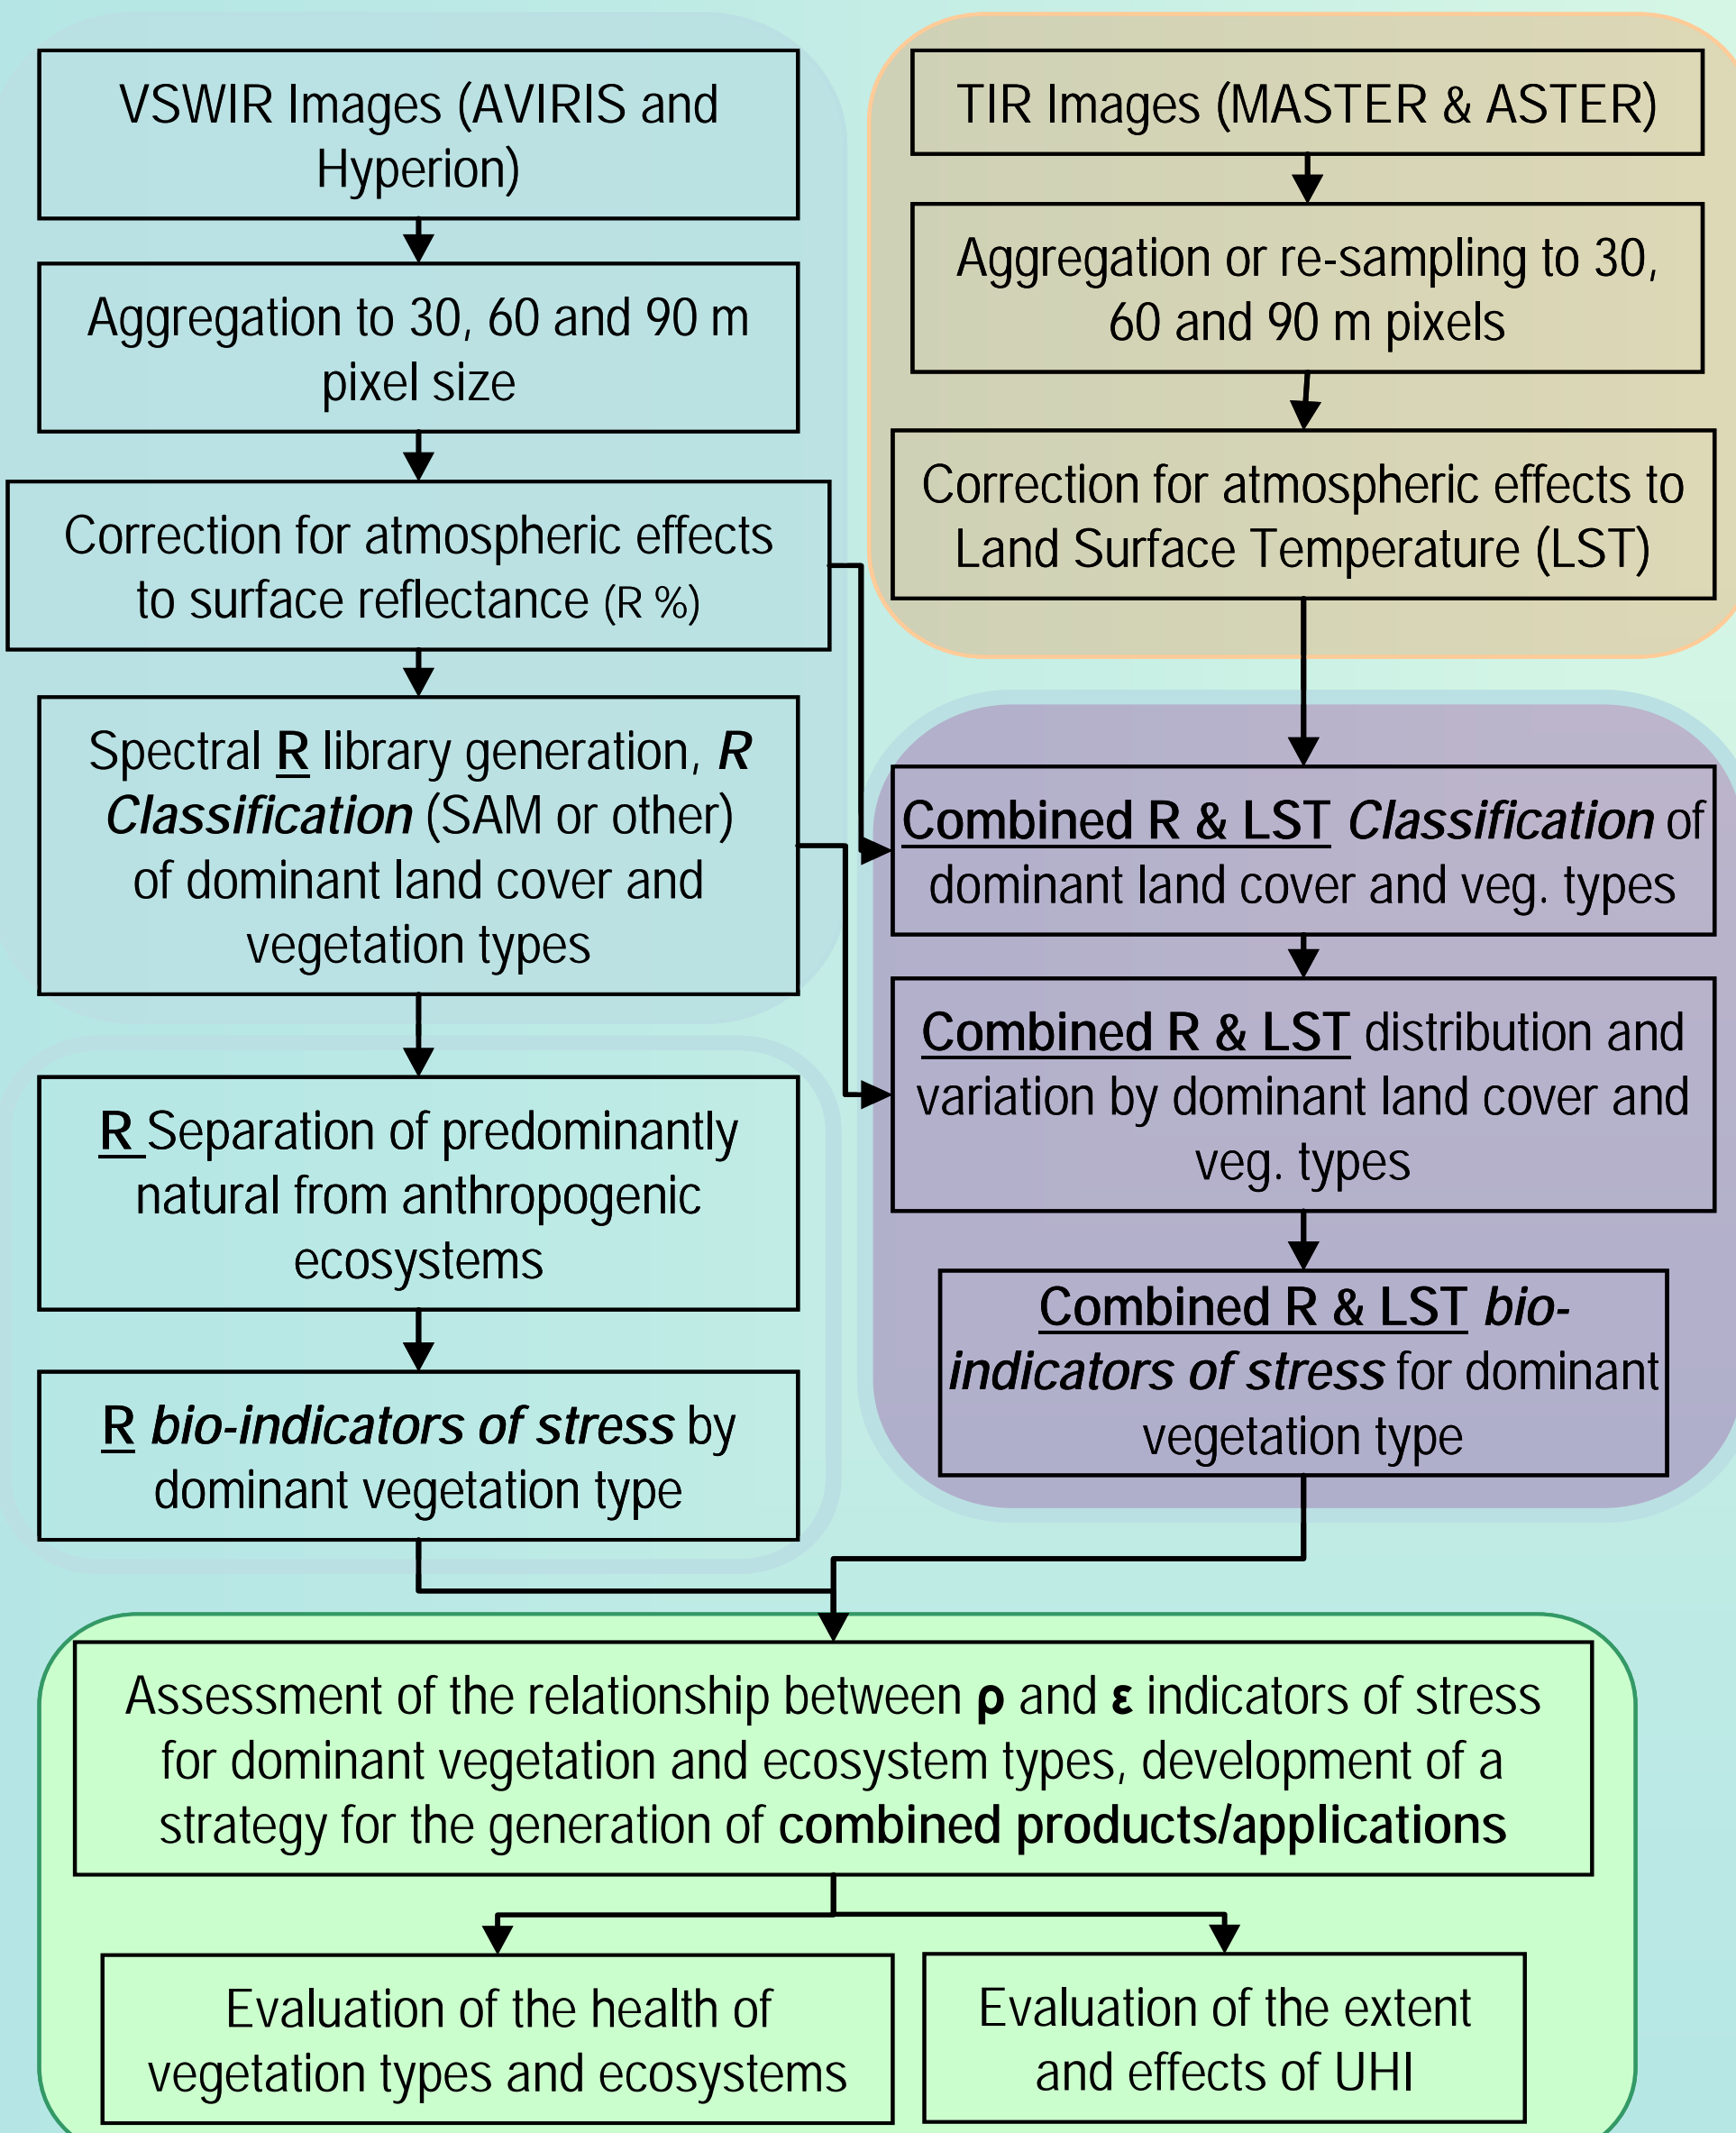 VSWIR Images (AVIRIS and
Hyperion)
Aggregation to 30, 60 and 90 m
pixel size
Correction for atmospheric effects
to surface reflectance (R %)
Spectral R library generation, R
Classification (SAM or other)
of dominant land cover and
vegetation types
R Separation of predominantly
natural from anthropogenic
ecosystems
R bio-indicators of stress by
dominant vegetation type
TIR Images (MASTER & ASTER)
Aggregation or re-sampling to 30,
60 and 90 m pixels
Correction for atmospheric effects to
Land Surface Temperature (LST)
Combined R & LST Classification of
dominant land cover and veg. types
Combined R & LST distribution and
variation by dominant land cover and
veg. types
Combined R & LST bio-
indicators of stress for dominant
vegetation type
Assessment of the relationship between ρ and ε indicators of stress
for dominant vegetation and ecosystem types, development of a
strategy for the generation of combined products/applications
Evaluation of the health of
vegetation types and ecosystems
Evaluation of the extent
and effects of UHI